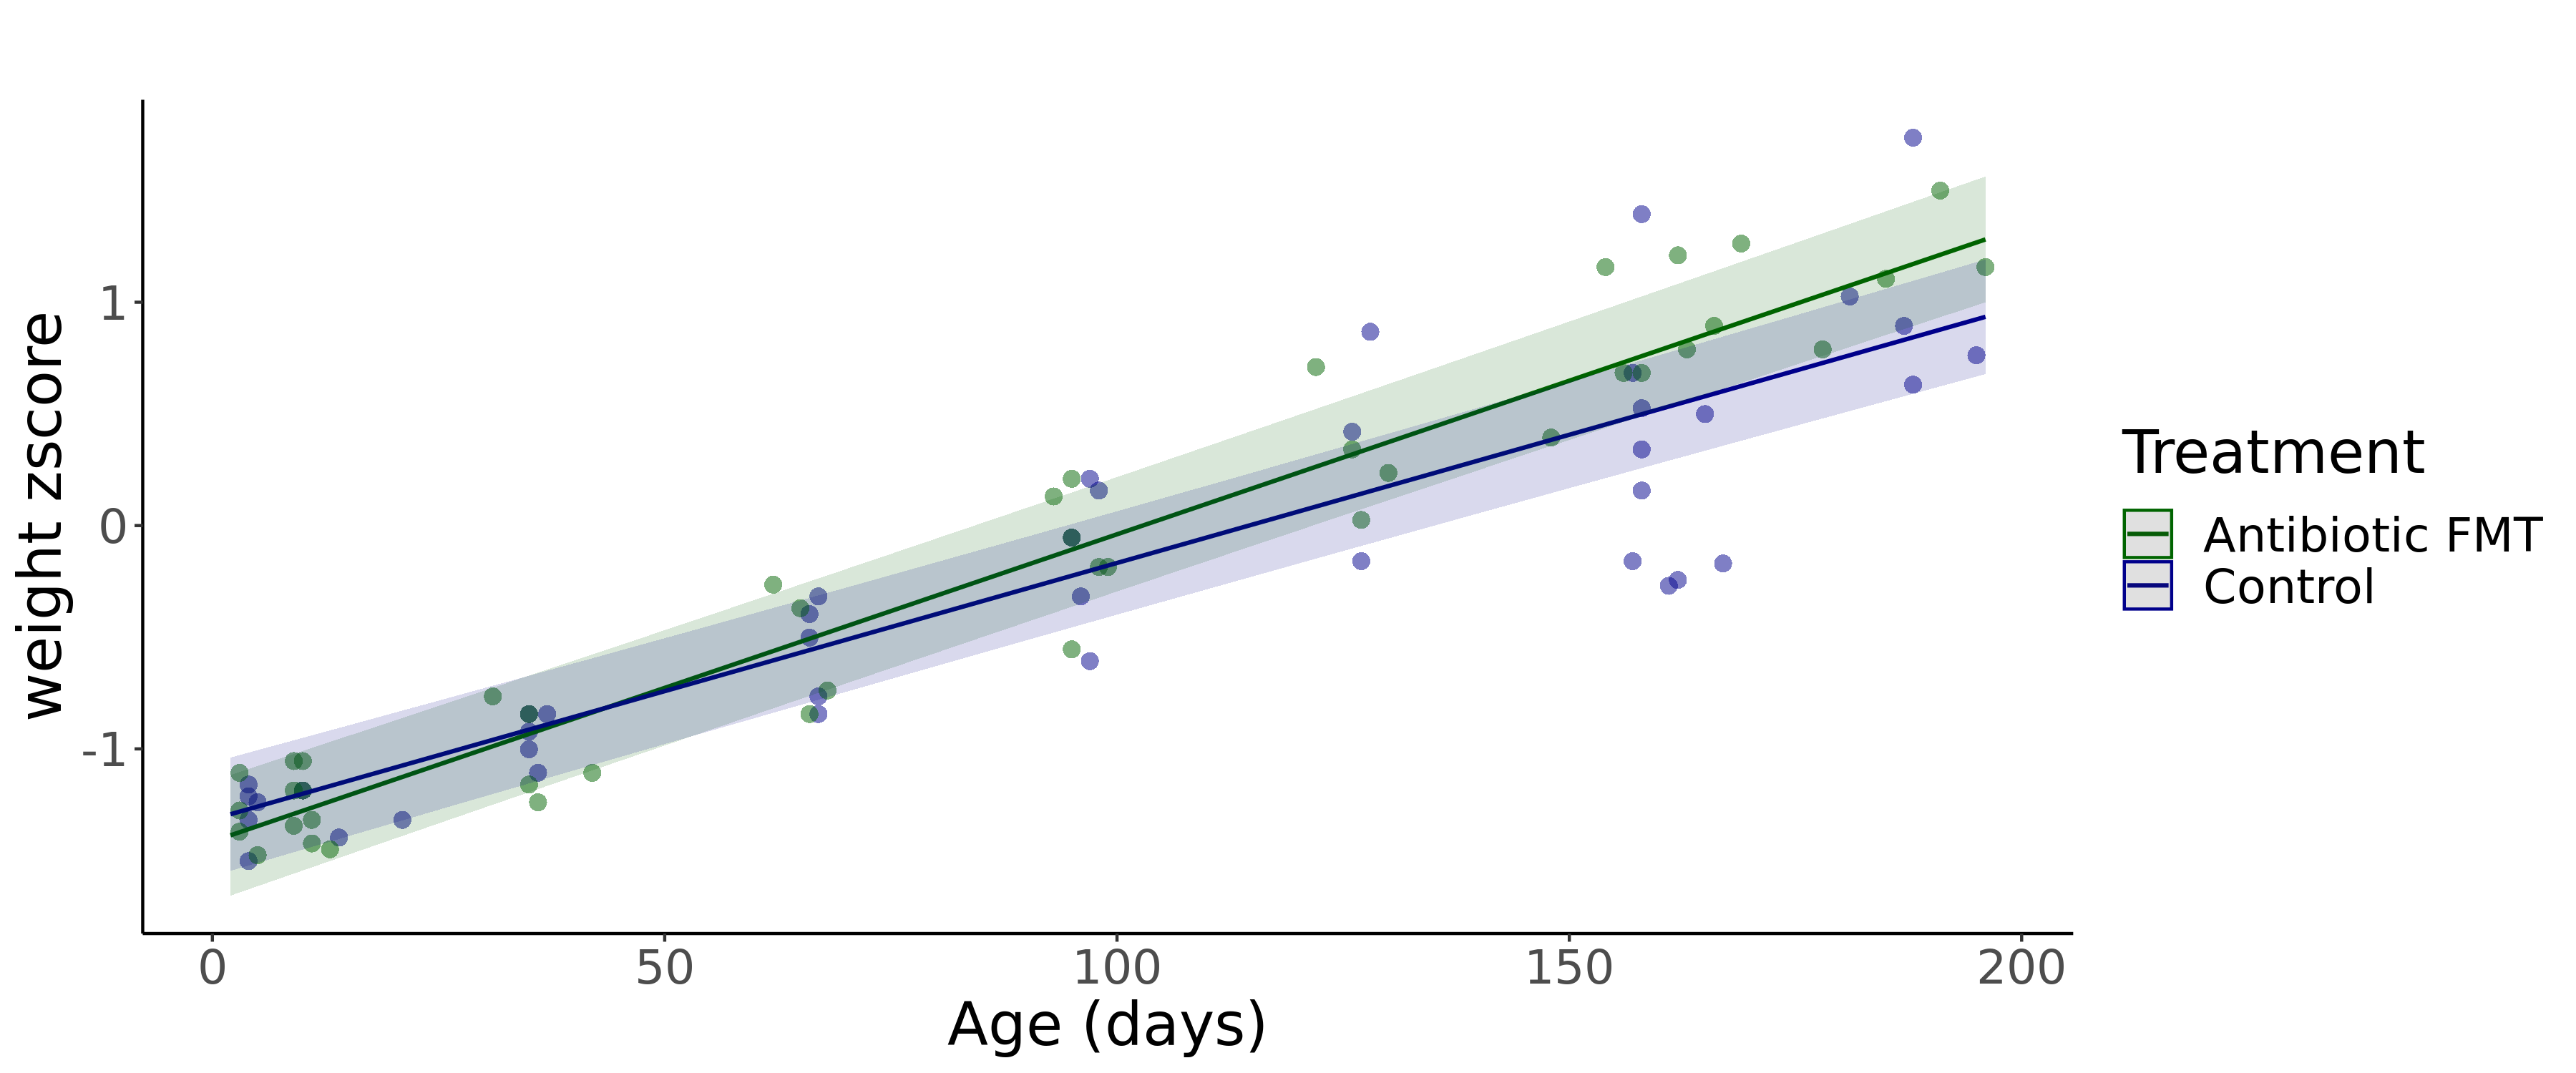 weight zscore
1
0
-1
0 50 100 150 200
Age (days)
Treatment
Antibiotic FMT
Control